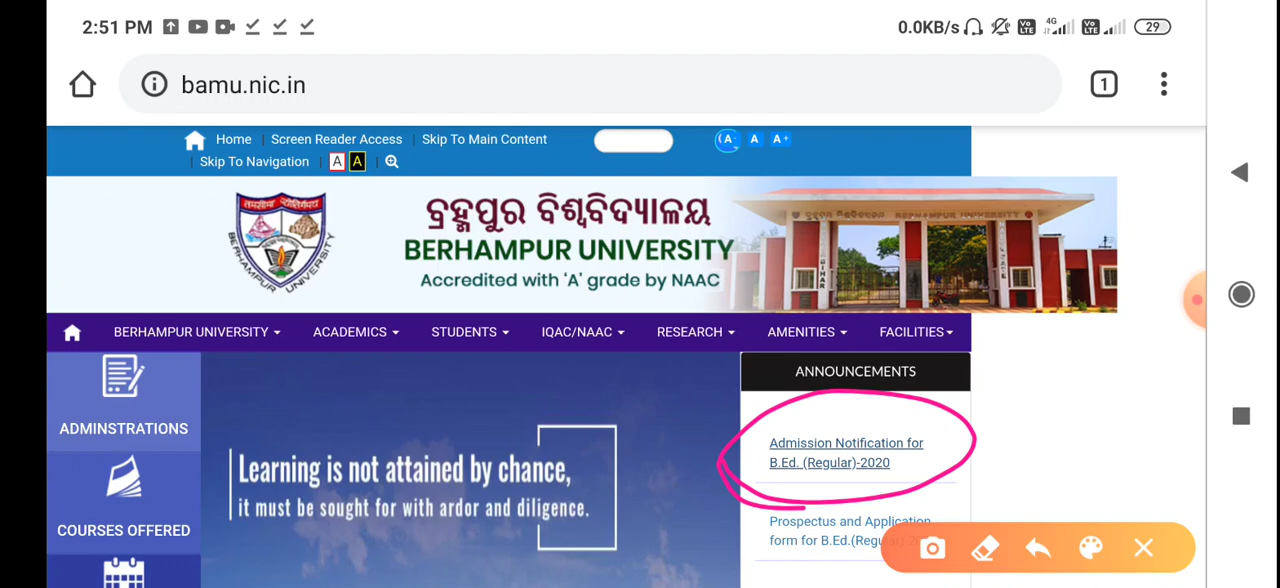 2:51 PM
0.0KB/s
4G
29
bamu.nic.in
1
Home
Screen Reader Access
Skip To Main Content
A-
A
A+
Skip To Navigation
A
A
ବ୍ରହ୍ମପୁର ବିଶ୍ୱବିଦ୍ୟାଳୟ
BERHAMPUR UNIVERSITY
Accredited with 'A' grade by NAAC
BERHAMPUR UNIVERSITY
BERHAMPUR UNIVERSITY
ACADEMICS
STUDENTS
IQAC/NAAC
RESEARCH
AMENITIES
FACILITIES
ADMINSTRATIONS
COURSES OFFERED
Learning is not attained by chance,
it must be sought for with ardor and diligence.
ANNOUNCEMENTS
Admission Notification for
B.Ed. (Regular)-2020
Prospectus and Application
form for B.Ed.(Regular)